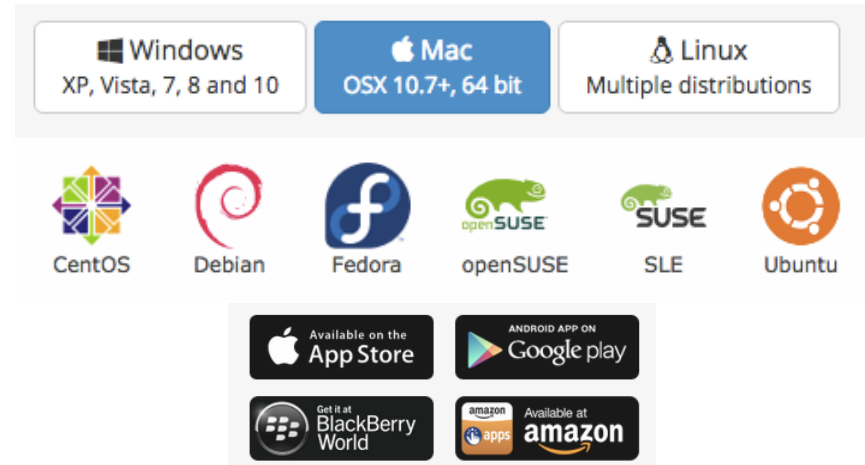 Windows
XP, Vista, 7, 8 and 10
Mac
OSX 10.7+, 64 bit
Linux
Multiple distributions
openSUSE
SUSE
CentOS
Debian
Fedora
openSUSE
SLE
Ubuntu
Available on the
App Store
ANDROID APP ON
Google play
Get it at
BlackBerry
World
amazon
apps
Available at
amazon